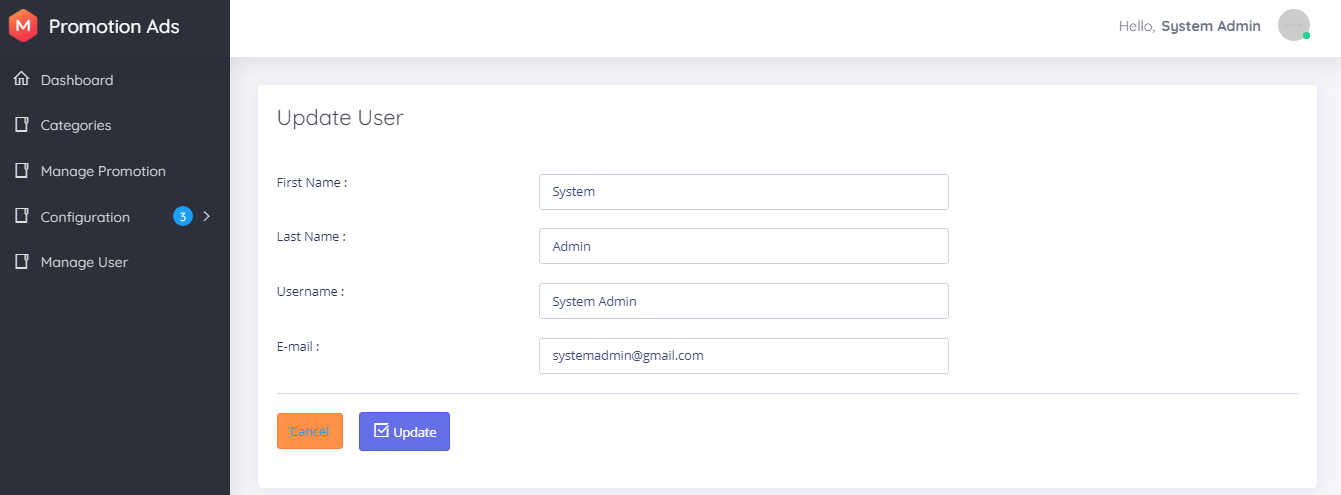 M Promotion Ads
Hello, System Admin
Dashboard
Categories
Manage Promotion
Configuration 3
Manage User
Update User
First Name : System
Last Name : Admin
Username : System Admin
E-mail : systemadmin@gmail.com
Cancel Update